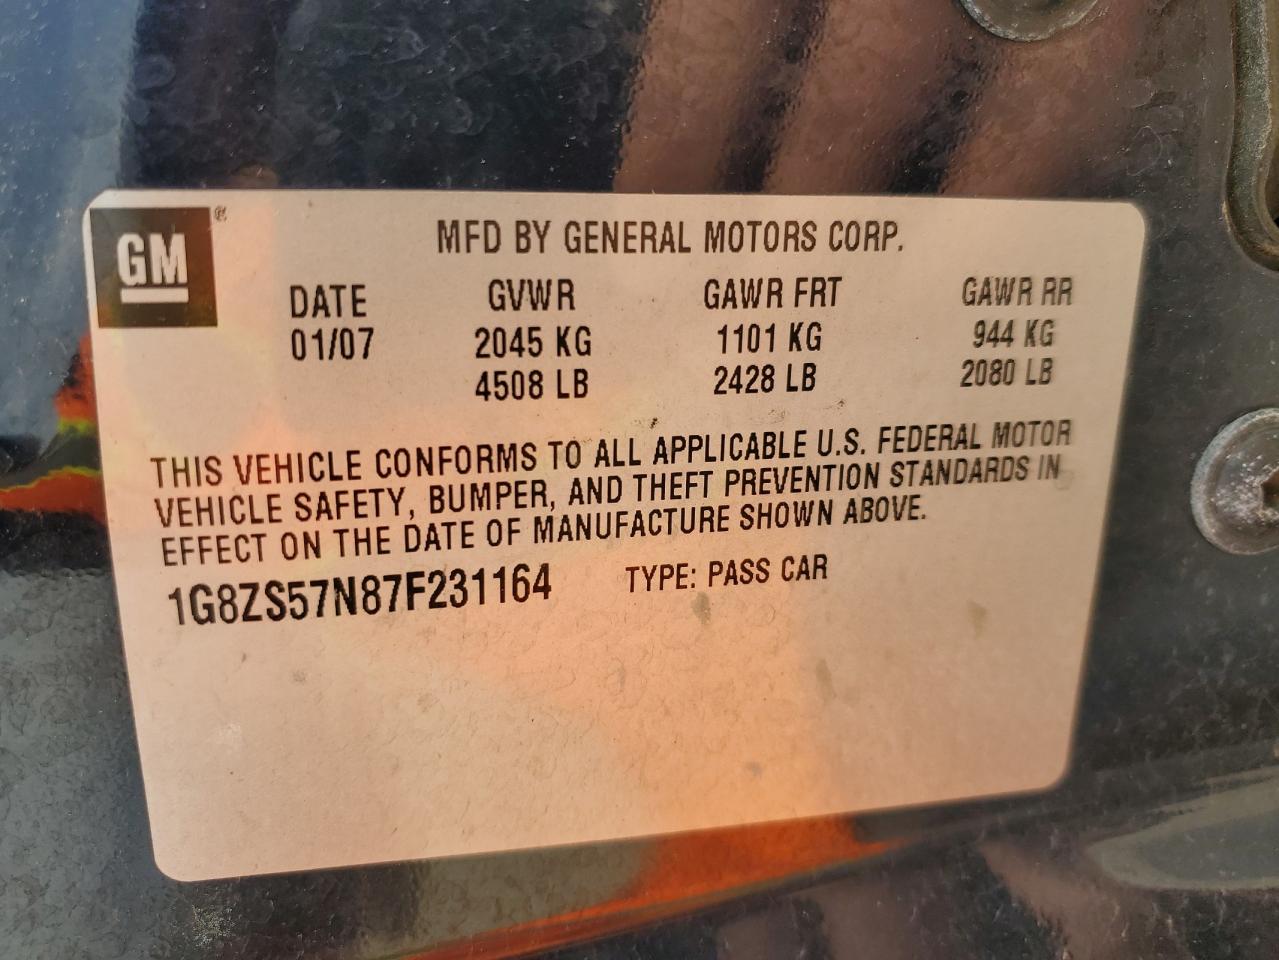 GM®
MFD BY GENERAL MOTORS CORP.
DATE GVWR GAWR FRT GAWR RR
01/07 2045 KG 1101 KG 944 KG
4508 LB 2428 LB 2080 LB
THIS VEHICLE CONFORMS TO ALL APPLICABLE U.S. FEDERAL MOTOR
VEHICLE SAFETY, BUMPER, AND THEFT PREVENTION STANDARDS IN
EFFECT ON THE DATE OF MANUFACTURE SHOWN ABOVE.
1G8ZS57N87F231164 TYPE: PASS CAR